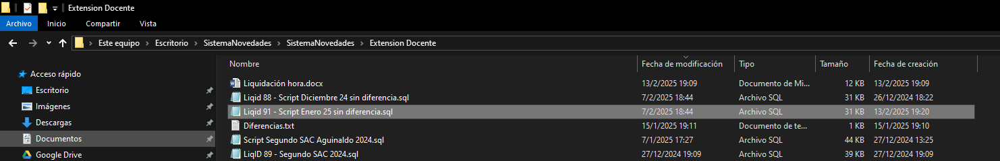 Extension Docente
Archivo Inicio Compartir Vista
Este equipo Escritorio SistemaNovedades SistemaNovedades Extension Docente
Nombre Fecha de modificación Tipo Tamaño Fecha de creación
Acceso rápido
Escritorio
Imágenes
Descargas
Documentos
Google Drive
Liquidación hora.docx 13/2/2025 19:09 Documento de Mi... 12 KB 13/2/2025 19:09
Liqid 88 - Script Diciembre 24 sin diferencia.sql 7/2/2025 18:44 Archivo SQL 31 KB 26/12/2024 18:22
Liqid 91 - Script Enero 25 sin diferencia.sql 7/2/2025 18:44 Archivo SQL 31 KB 13/2/2025 19:20
Diferencias.txt 15/1/2025 19:11 Documento de te... 1 KB 15/1/2025 19:10
Script Segundo SAC Aguinaldo 2024.sql 7/1/2025 17:27 Archivo SQL 44 KB 27/12/2024 13:25
LiqID 89 - Segundo SAC 2024.sql 27/12/2024 19:09 Archivo SQL 39 KB 27/12/2024 19:09